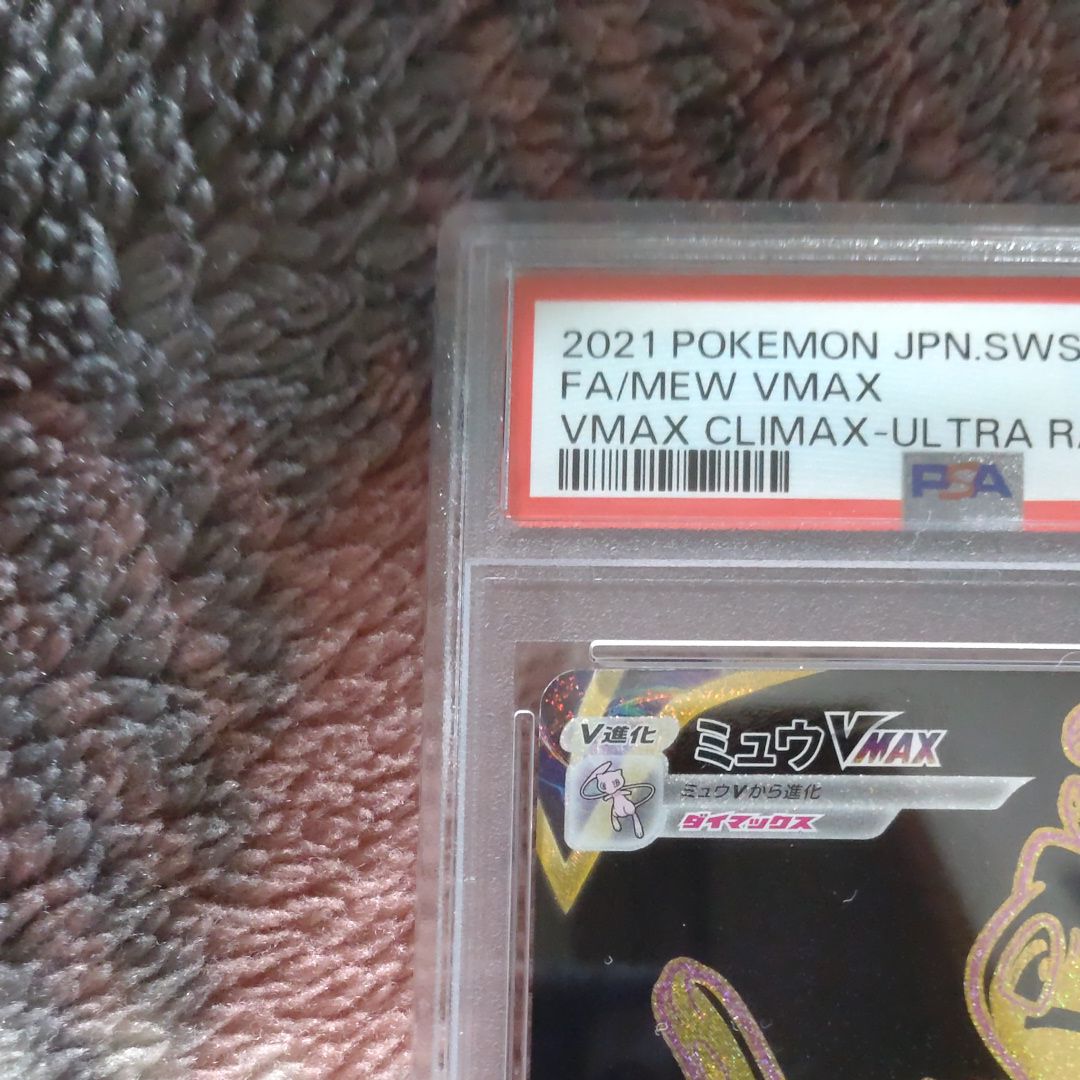 2021 POKEMON JPN.SWS
FA/MEW VMAX
VMAX CLIMAX-ULTRA RA
PSA
V進化
ミュウVMAX
ミュウVから進化
ダイマックス